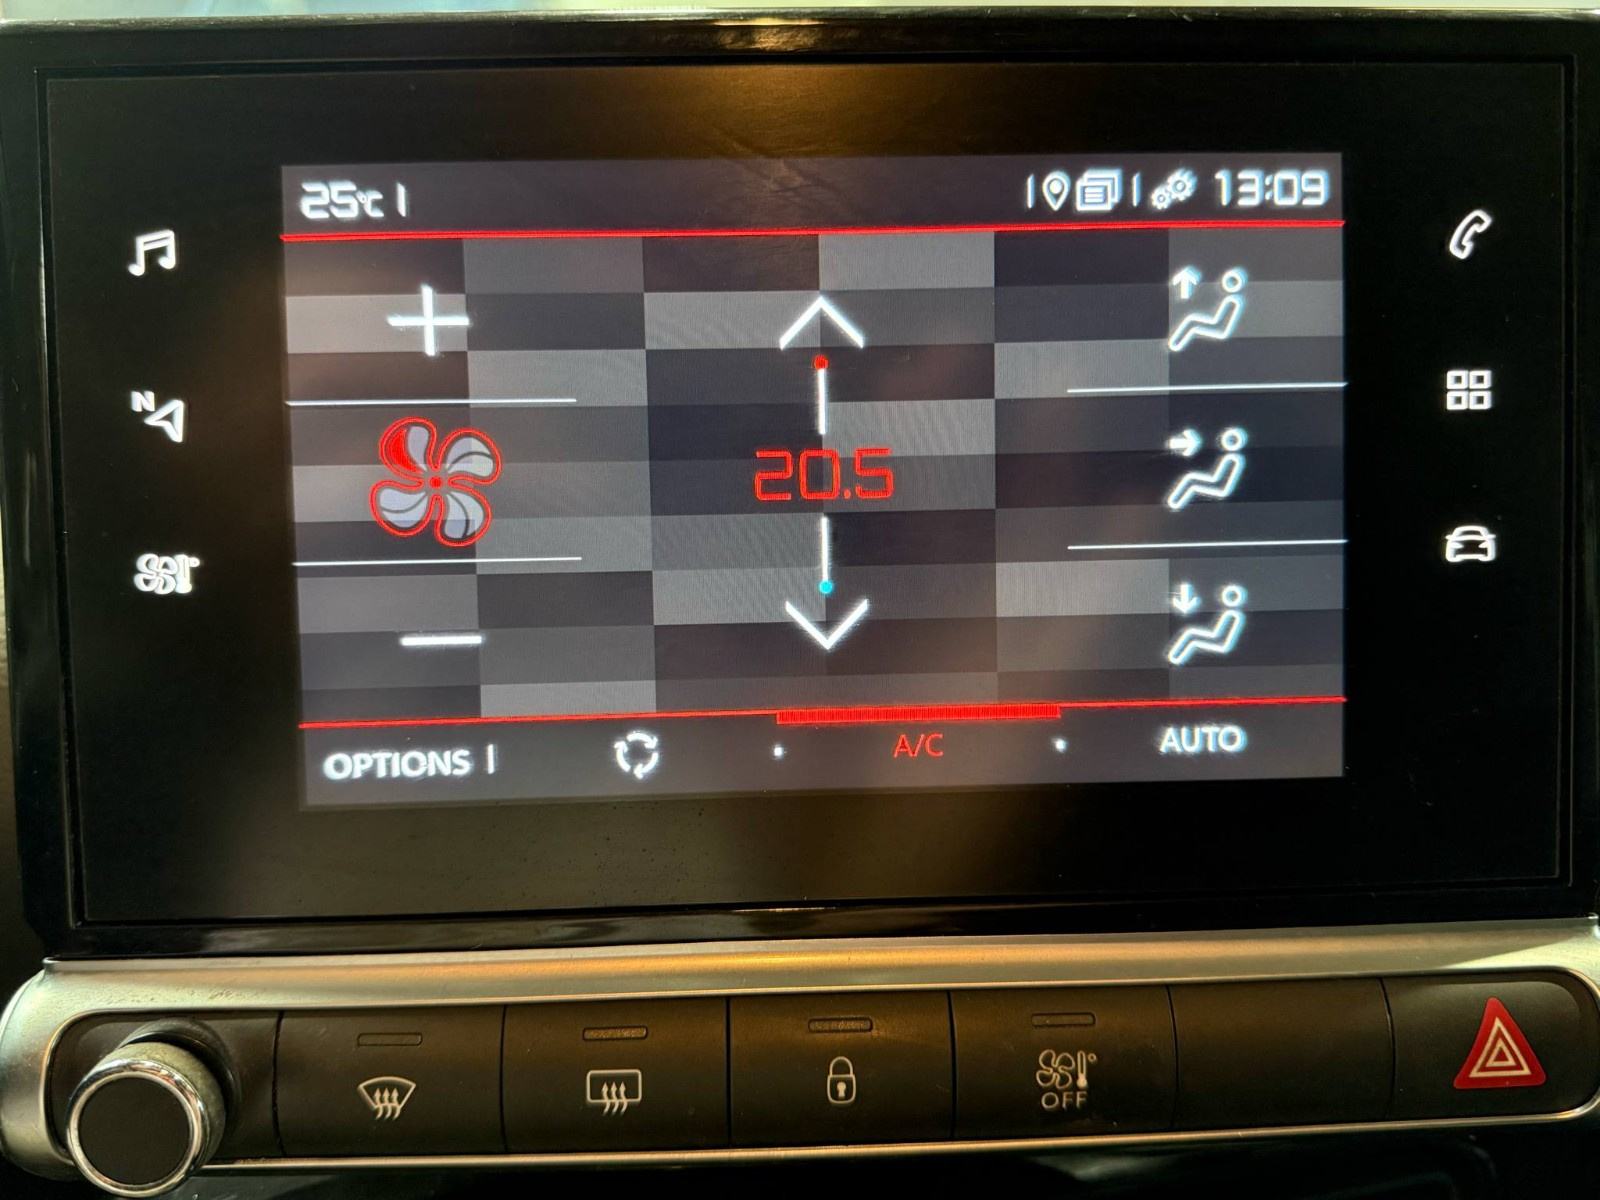 25°C
13:09
N
20.5
OPTIONS
A/C
AUTO
OFF